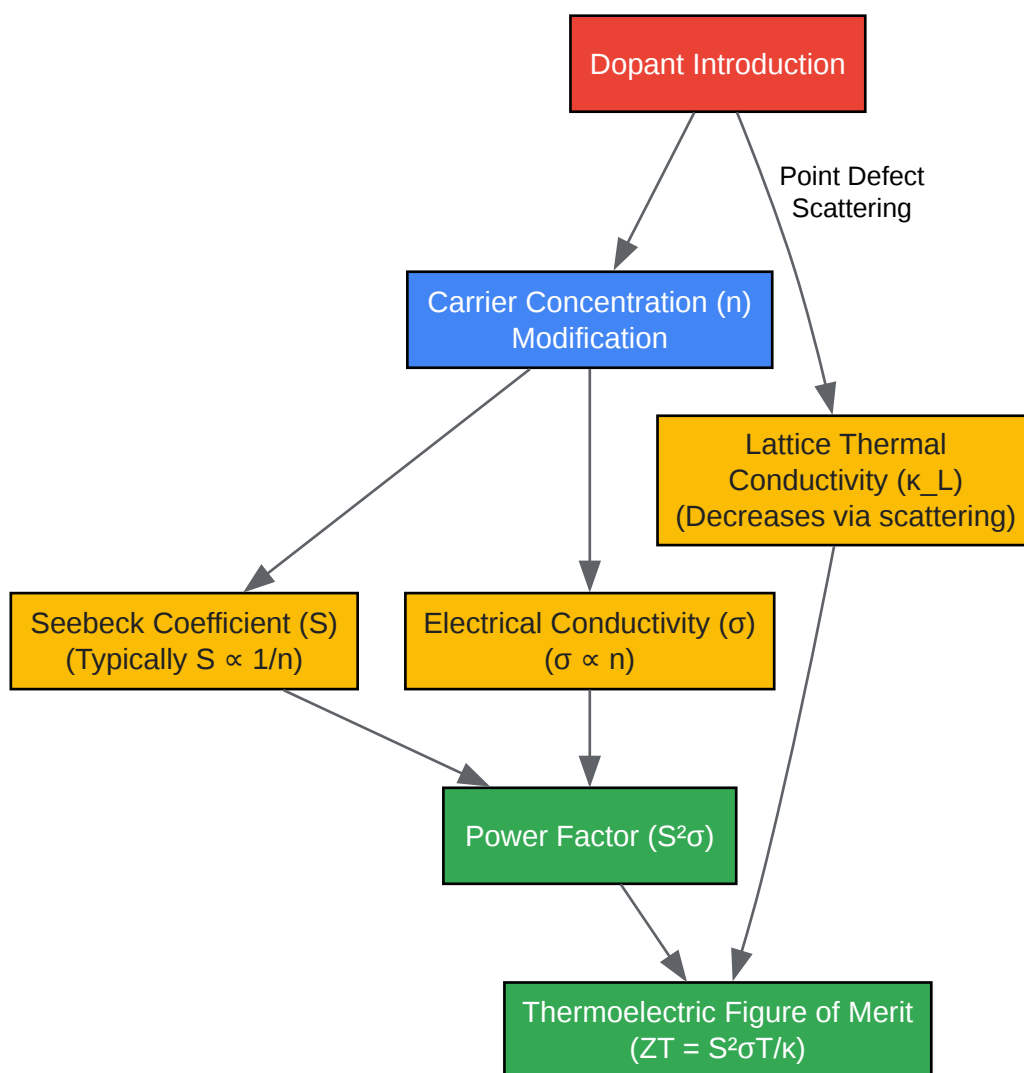 Dopant Introduction
Point Defect
Scattering
Carrier Concentration (n)
Modification
Lattice Thermal
Conductivity (κ_L)
(Decreases via scattering)
Seebeck Coefficient (S)
(Typically S ∝ 1/n)
Electrical Conductivity (σ)
(σ ∝ n)
Power Factor (S²σ)
Thermoelectric Figure of Merit
(ZT = S²σT/κ)